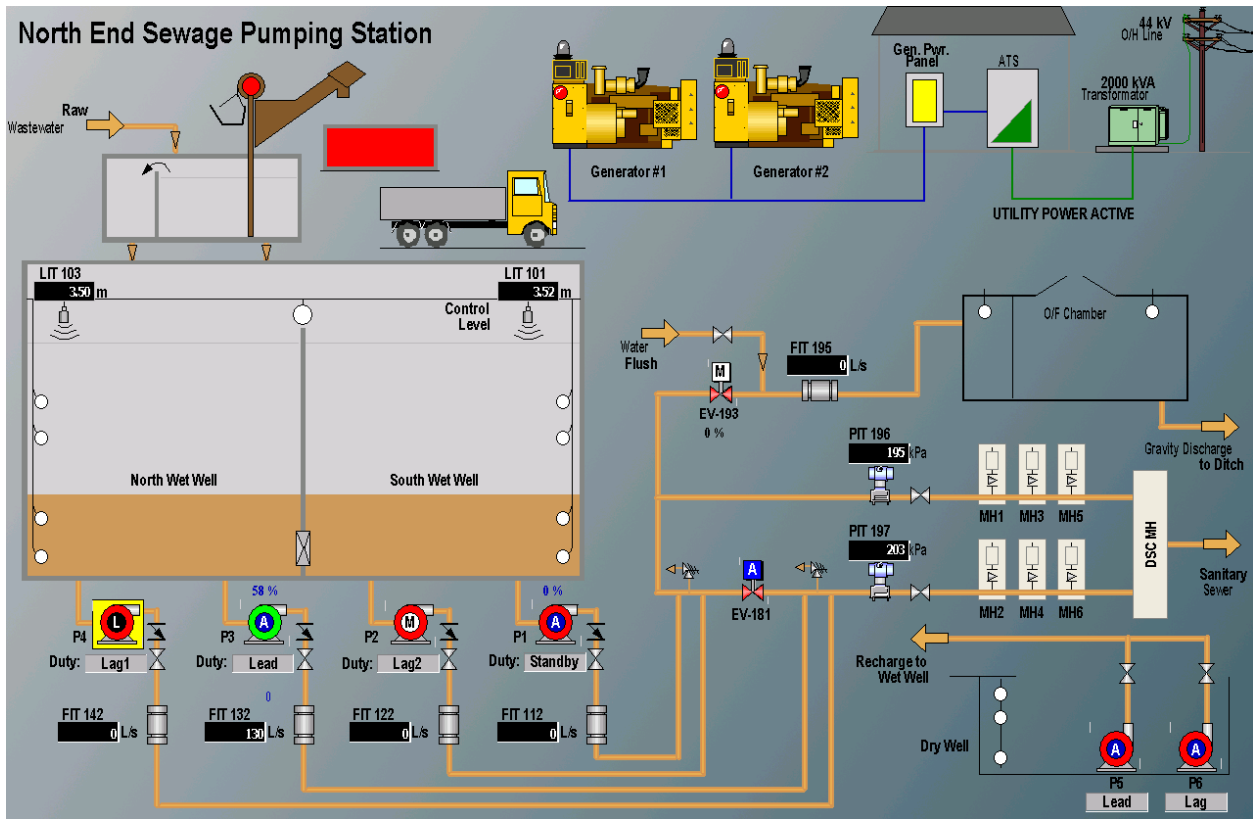 North End Sewage Pumping Station
44 kV
O/H Line
Gen. Pwr.
Panel
ATS
2000 kVA
Transformator
Raw
Wastewater
Generator #1
Generator #2
UTILITY POWER ACTIVE
LIT 103
3.50 m
LIT 101
3.52 m
Control
Level
O/F Chamber
Water
Flush
FIT 195
0 L/s
M
EV-193
0 %
PIT 196
195 kPa
Gravity Discharge
to Ditch
North Wet Well
South Wet Well
MH1
MH3
MH5
PIT 197
203 kPa
DSC MH
A
EV-181
MH2
MH4
MH6
Sanitary
Sewer
58 %
0 %
P4
L
P3
A
P2
M
P1
A
Duty: Lag1
Duty: Lead
Duty: Lag2
Duty: Standby
Recharge to
Wet Well
0
FIT 142
0 L/s
FIT 132
130 L/s
FIT 122
0 L/s
FIT 112
0 L/s
Dry Well
A
A
P5
P6
Lead
Lag